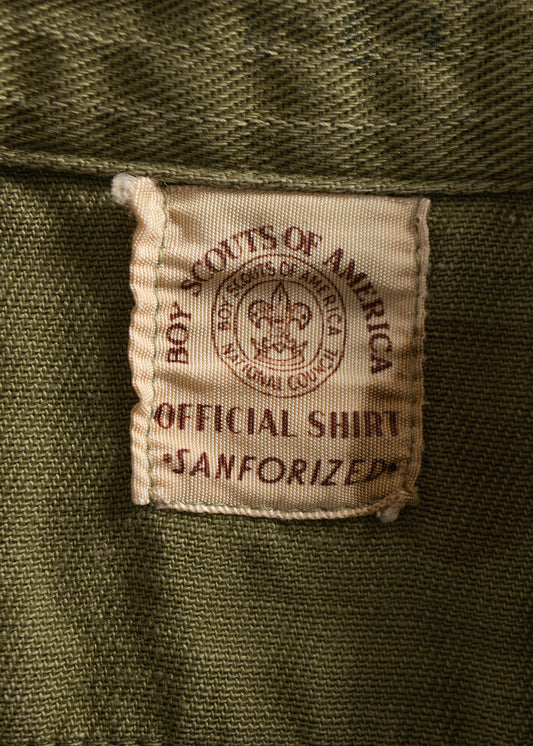 BOY SCOUTS OF AMERICA
BOY SCOUTS OF AMERICA
NATIONAL COUNCIL
OFFICIAL SHIRT
•SANFORIZED•